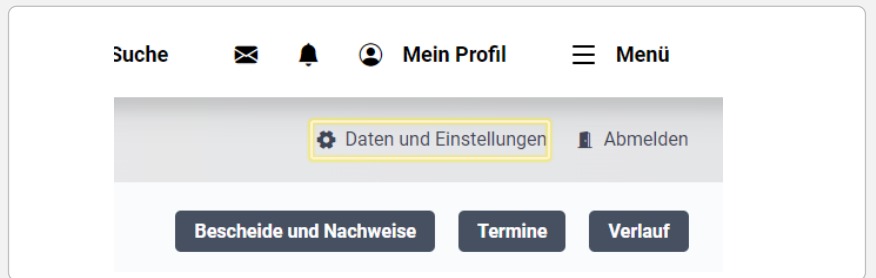 Suche Mein Profil Menü
Daten und Einstellungen Abmelden
Bescheide und Nachweise Termine Verlauf